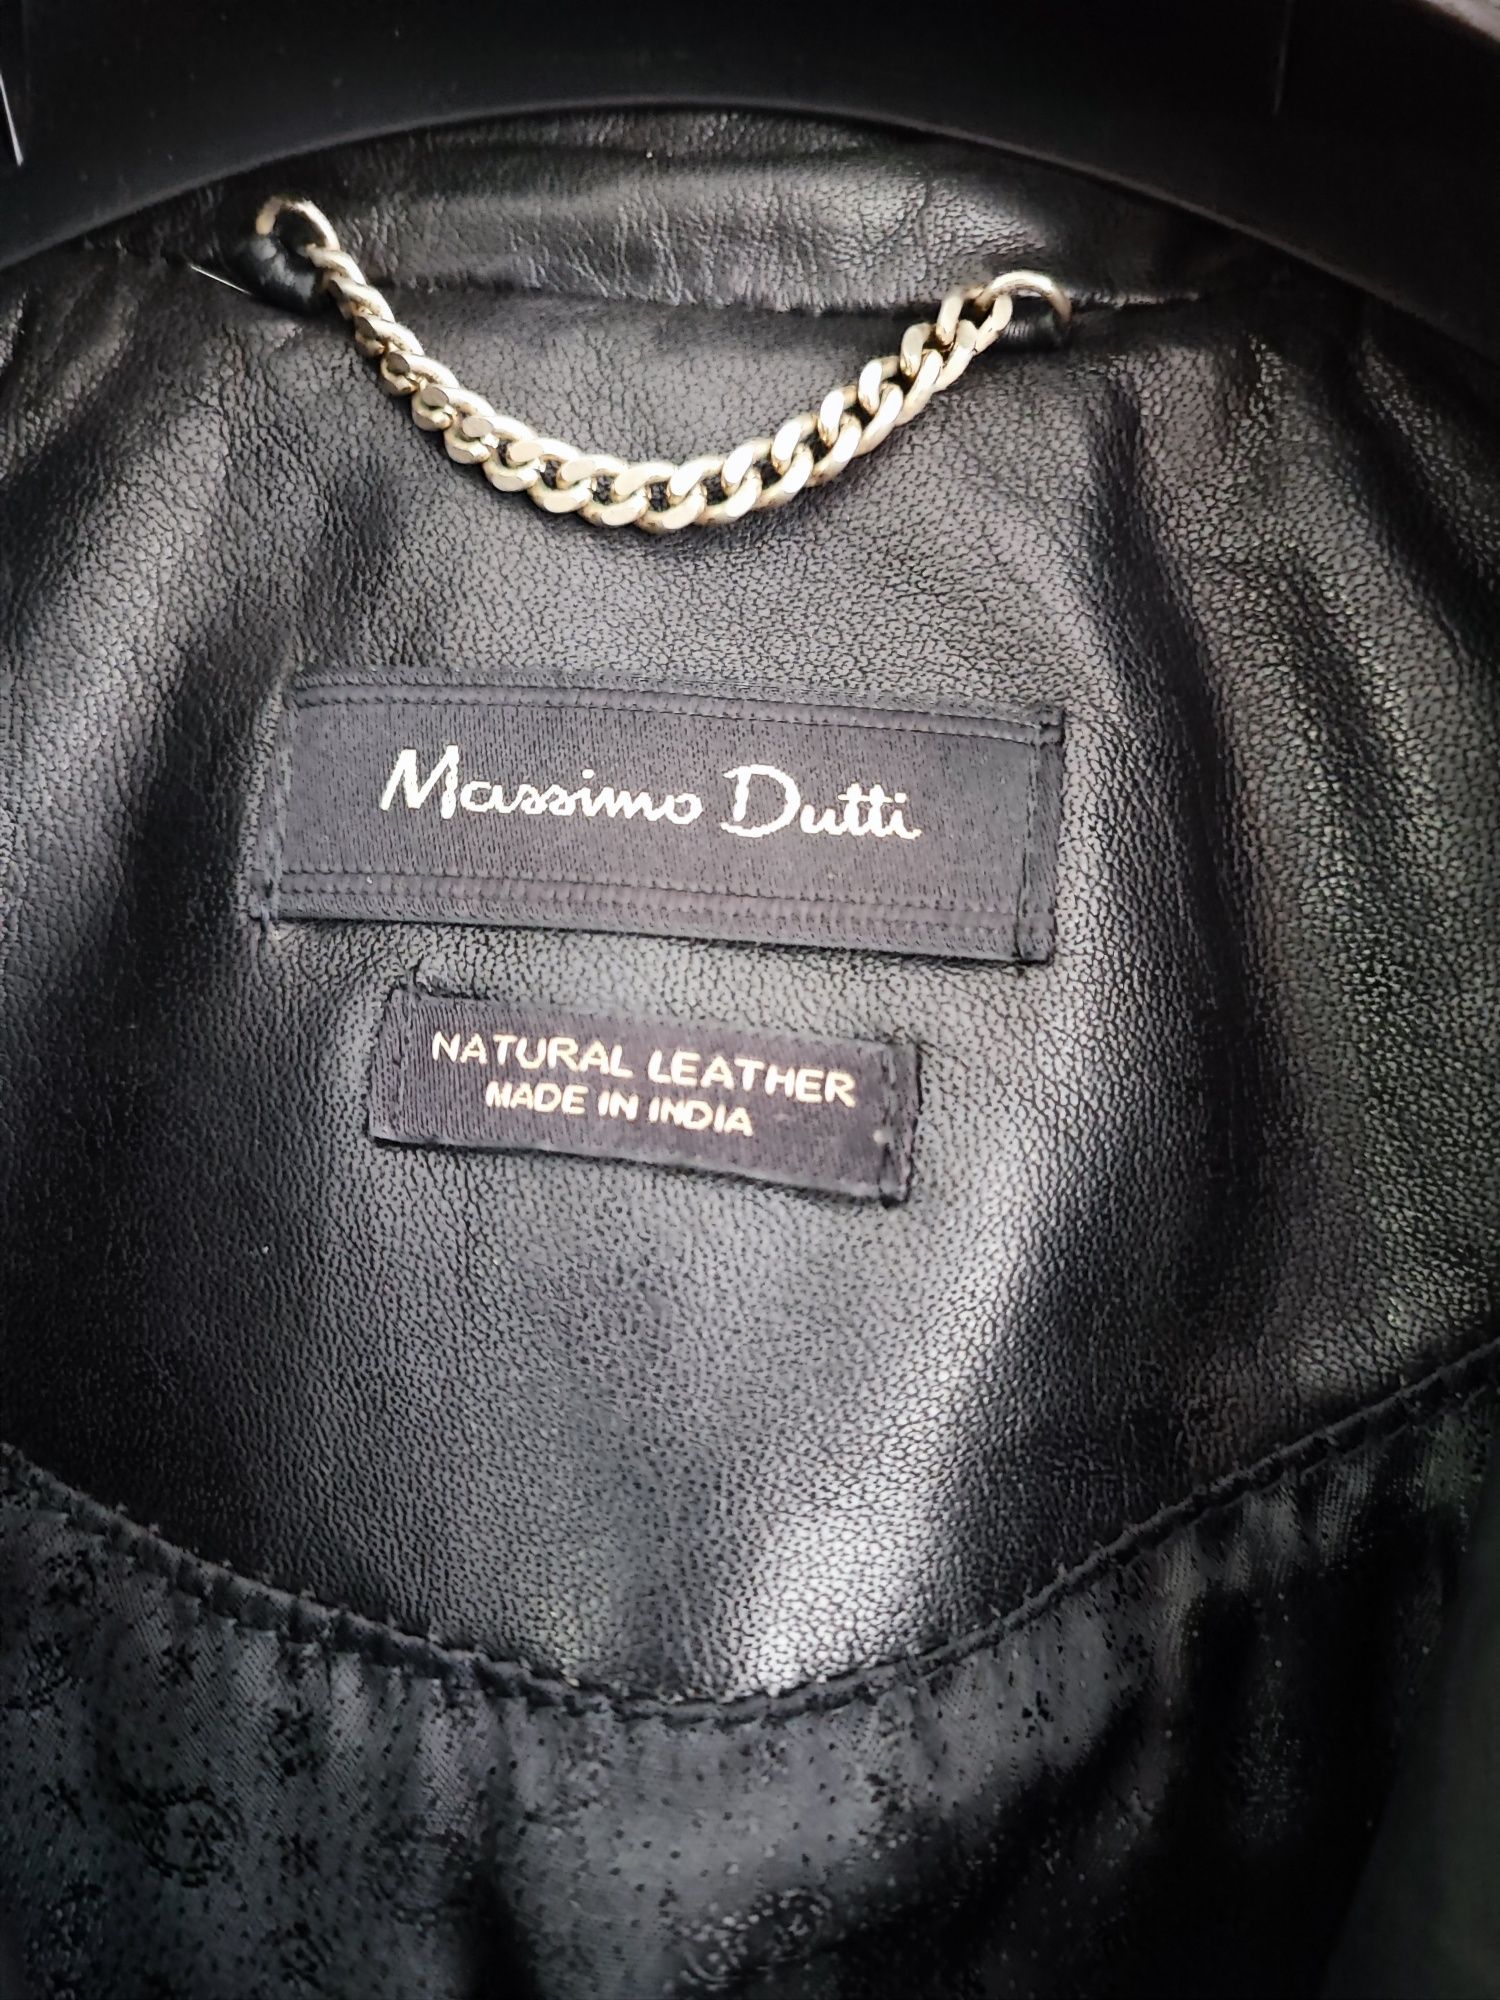 Massimo Dutti
NATURAL LEATHER
MADE IN INDIA